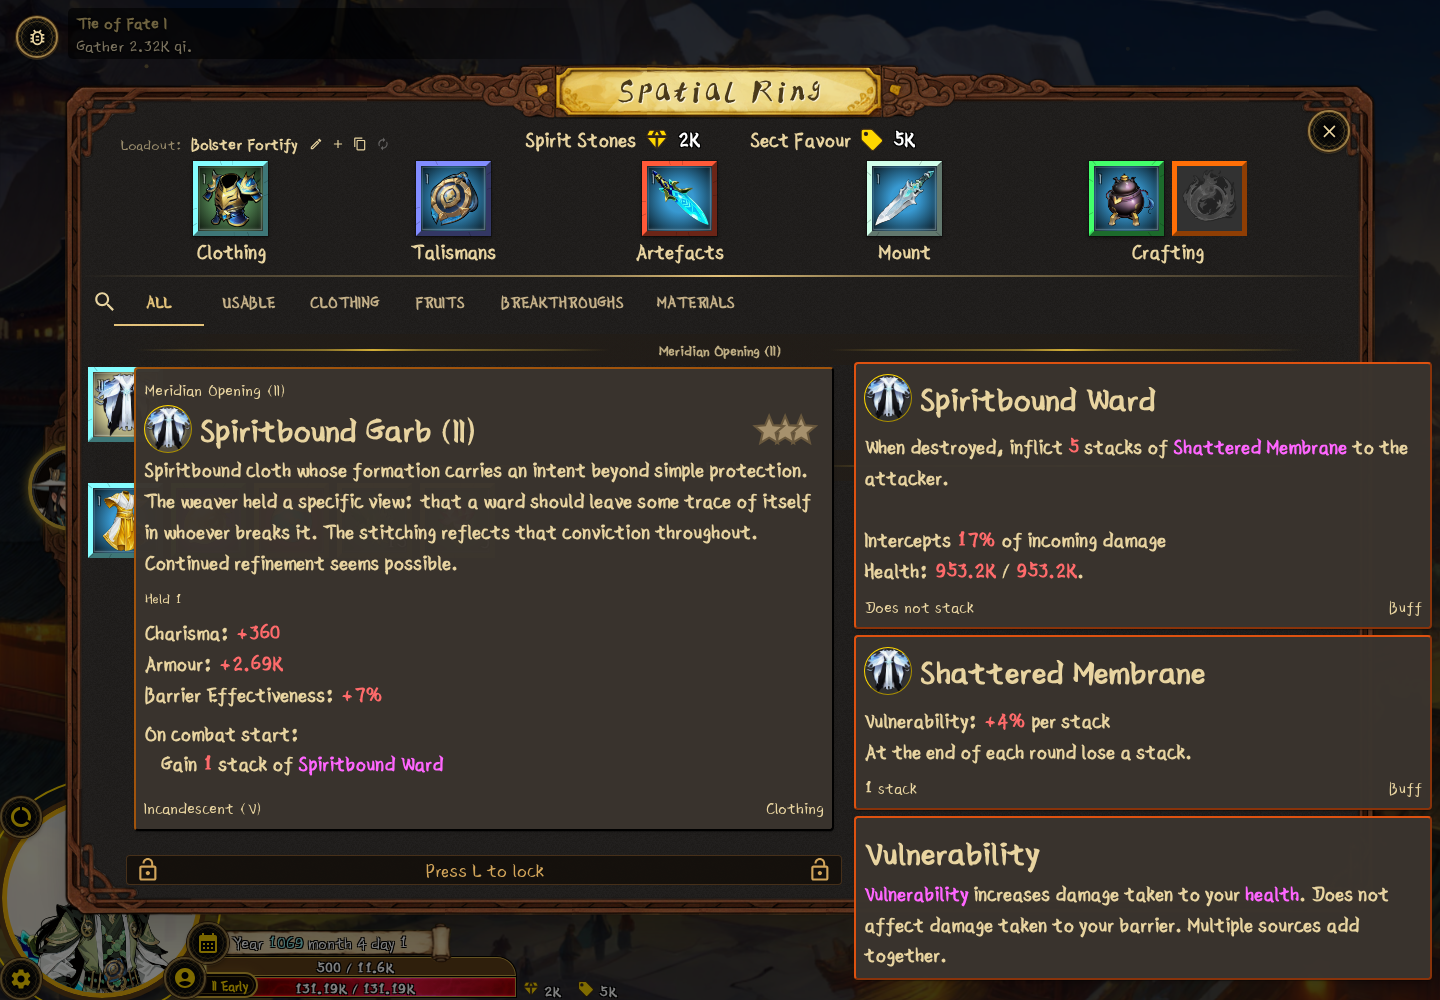 Tie of Fate I
Gather 2.32K qi.
Spatial Ring
Loadout: Bolster Fortify
Spirit Stones 2K Sect Favour 5K
Clothing Talismans Artefacts Mount Crafting
ALL USABLE CLOTHING FRUITS BREAKTHROUGHS MATERIALS
Meridian Opening (II)
Meridian Opening (II)
Spiritbound Garb (II)
Spiritbound cloth whose formation carries an intent beyond simple protection.
The weaver held a specific view: that a ward should leave some trace of itself
in whoever breaks it. The stitching reflects that conviction throughout.
Continued refinement seems possible.
Held 1
Charisma: +360
Armour: +2.69K
Barrier Effectiveness: +7%
On combat start:
Gain 1 stack of Spiritbound Ward
Incandescent (V) Clothing
Press L to lock
Spiritbound Ward
When destroyed, inflict 5 stacks of Shattered Membrane to the
attacker.
Intercepts 17% of incoming damage
Health: 953.2K / 953.2K.
Does not stack Buff
Shattered Membrane
Vulnerability: +4% per stack
At the end of each round lose a stack.
1 stack Buff
Vulnerability
Vulnerability increases damage taken to your health. Does not
affect damage taken to your barrier. Multiple sources add
together.
Year 1069 month 4 day 1
500 / 11.6K
II Early 131.19K / 131.19K 2K 5K